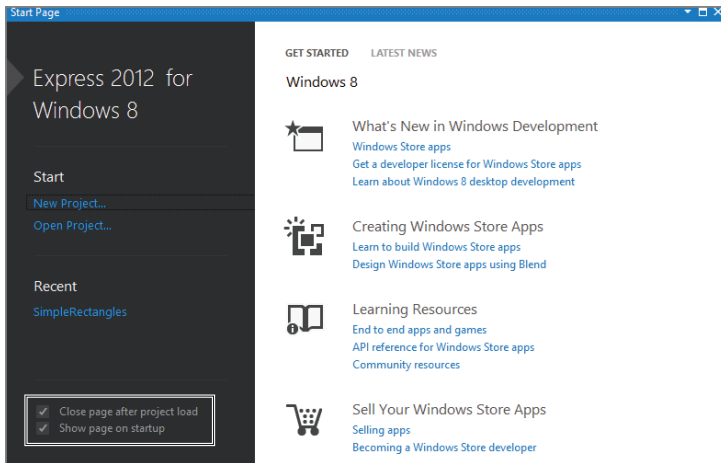 Start Page
Express 2012 for
Windows 8
Start
New Project...
Open Project...
Recent
SimpleRectangles
Close page after project load
Show page on startup
GET STARTED LATEST NEWS
Windows 8
What's New in Windows Development
Windows Store apps
Get a developer license for Windows Store apps
Learn about Windows 8 desktop development
Creating Windows Store Apps
Learn to build Windows Store apps
Design Windows Store apps using Blend
Learning Resources
End to end apps and games
API reference for Windows Store apps
Community resources
Sell Your Windows Store Apps
Selling apps
Becoming a Windows Store developer